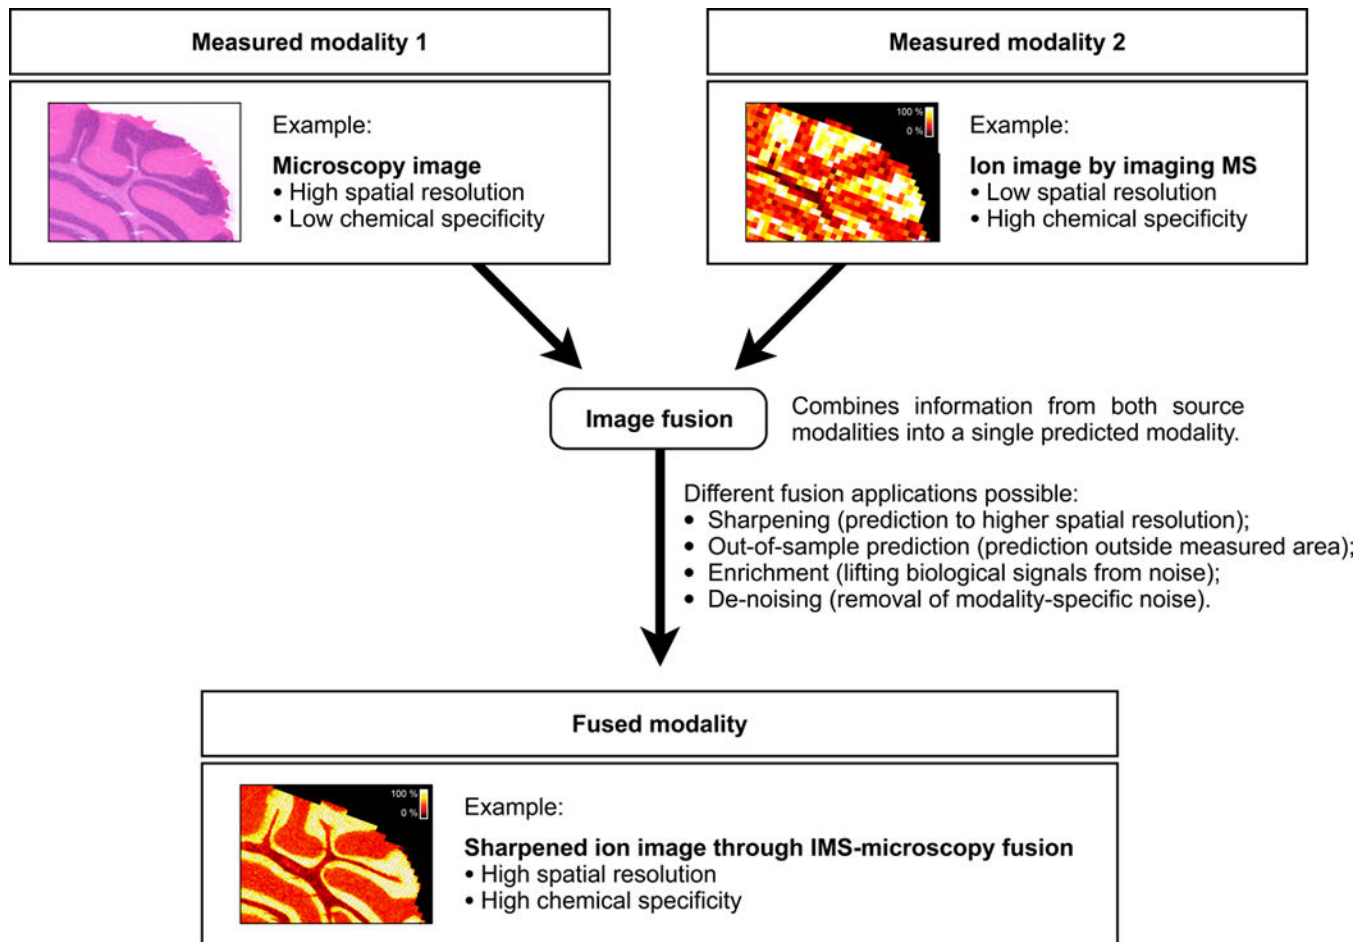 Measured modality 1
Example:
Microscopy image
• High spatial resolution
• Low chemical specificity
Measured modality 2
100 %
0 %
Example:
Ion image by imaging MS
• Low spatial resolution
• High chemical specificity
Image fusion
Combines information from both source
modalities into a single predicted modality.
Different fusion applications possible:
• Sharpening (prediction to higher spatial resolution);
• Out-of-sample prediction (prediction outside measured area);
• Enrichment (lifting biological signals from noise);
• De-noising (removal of modality-specific noise).
Fused modality
100 %
0 %
Example:
Sharpened ion image through IMS-microscopy fusion
• High spatial resolution
• High chemical specificity